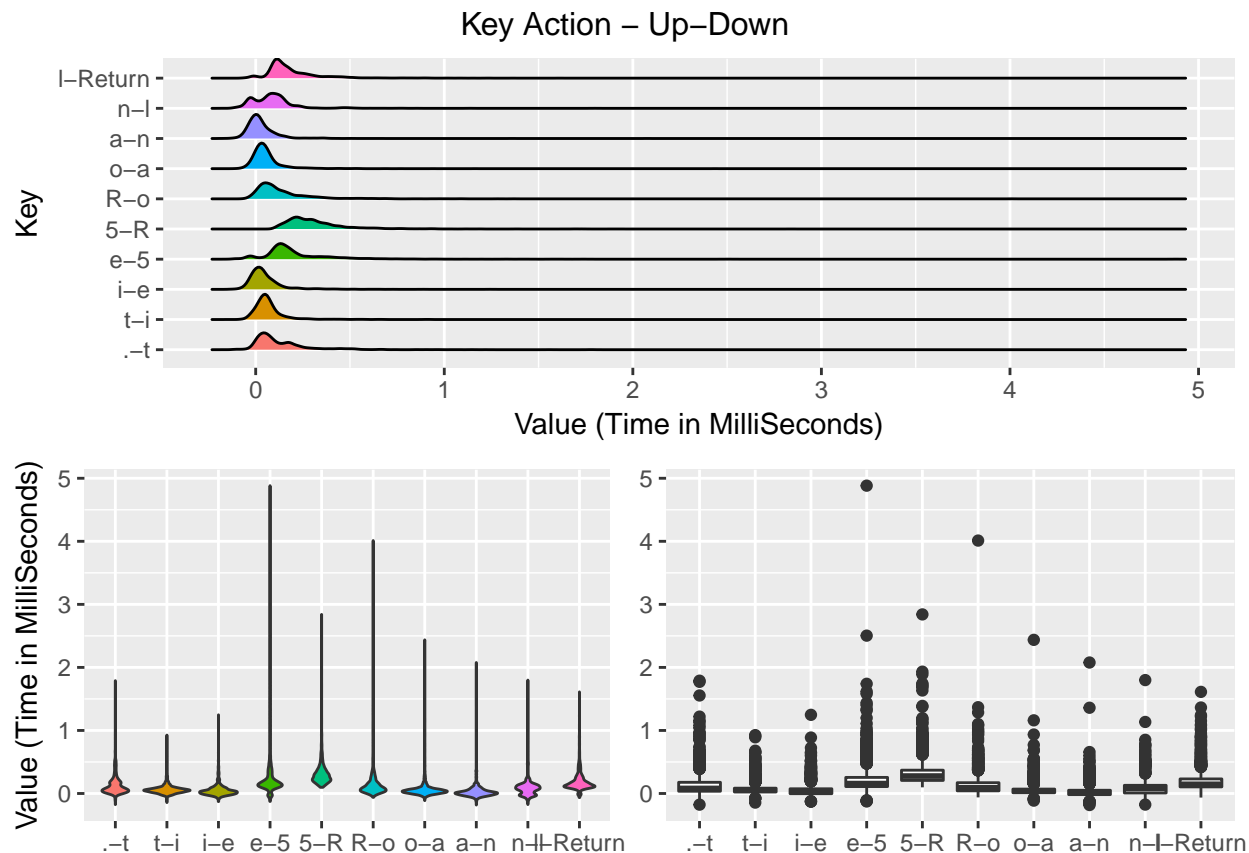 Key Action – Up–Down
Key
l–Return
n–l
a–n
o–a
R–o
5–R
e–5
i–e
t–i
.–t
0 1 2 3 4 5
Value (Time in MilliSeconds)
Value (Time in MilliSeconds)
5
4
3
2
1
0
.–t t–i i–e e–5 5–R R–o o–a a–n n–l l–Return
5
4
3
2
1
0
.–t t–i i–e e–5 5–R R–o o–a a–n n–l l–Return